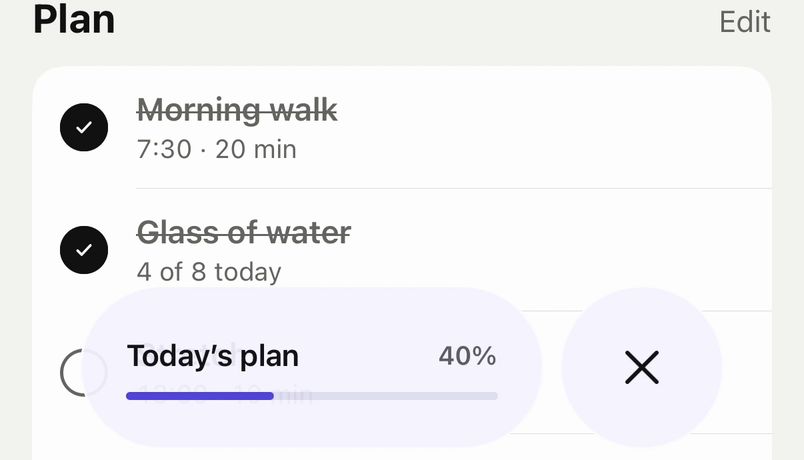 Plan
Edit
Morning walk
7:30 · 20 min
Glass of water
4 of 8 today
Today’s plan
40%